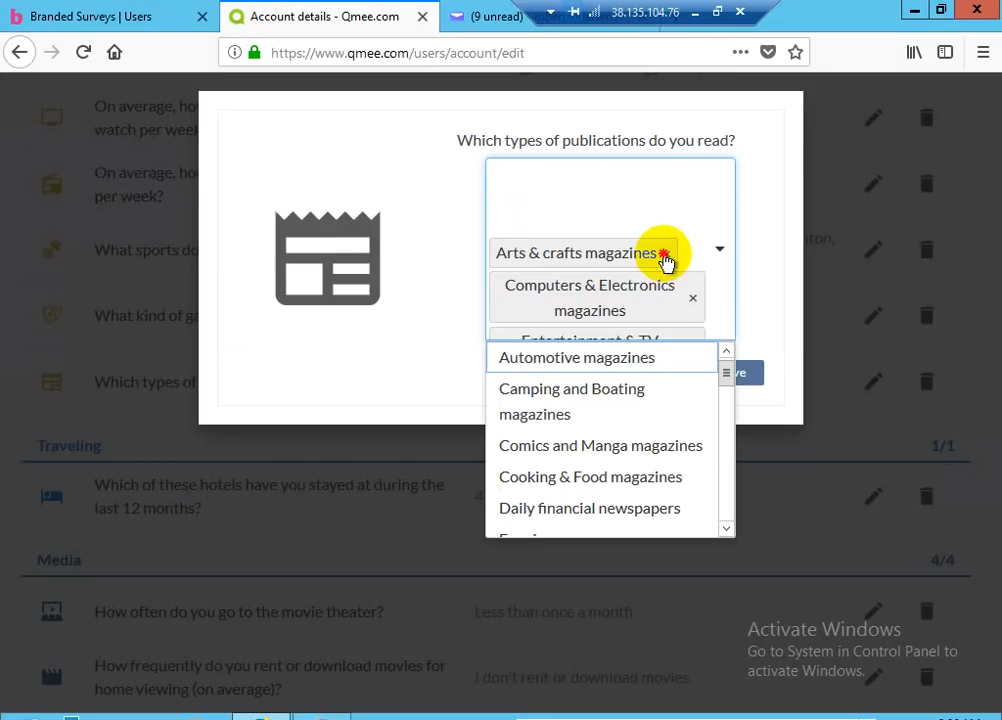 Branded Surveys | Users
Account details - Qmee.com
(9 unread)
38.135.104.76
https://www.qmee.com/users/account/edit
On average, ho
watch per week
On average, ho
per week?
What sports do
What kind of ga
Which types of
Which types of publications do you read?
Arts & crafts magazines
Computers & Electronics
magazines
Entertainment & TV
Automotive magazines
Camping and Boating
magazines
Comics and Manga magazines
Cooking & Food magazines
Daily financial newspapers
ve
Traveling 1/1
Which of these hotels have you stayed at during the
last 12 months?
Media 4/4
How often do you go to the movie theater? Less than once a month
How frequently do you rent or download movies for
home viewing (on average)?
I don't rent or download movies
Activate Windows
Go to System in Control Panel to
activate Windows.